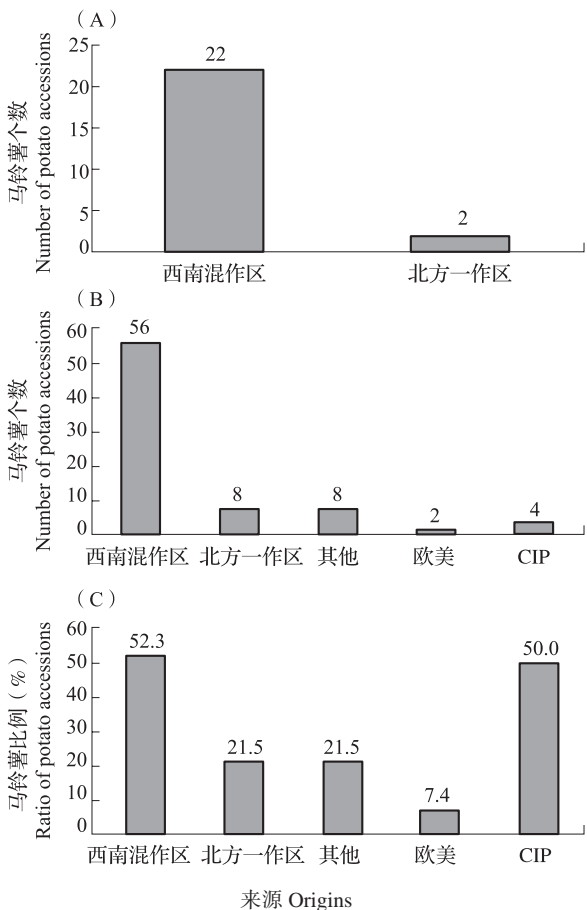 （A）
马铃薯个数
Number of potato accessions
25
20
15
10
5
0
22
2
西南混作区 北方一作区
（B）
马铃薯个数
Number of potato accessions
60
50
40
30
20
10
0
56
8
8
2
4
西南混作区 北方一作区 其他 欧美 CIP
（C）
马铃薯比例（%）
Ratio of potato accessions
60
50
40
30
20
10
0
52.3
21.5
21.5
7.4
50.0
西南混作区 北方一作区 其他 欧美 CIP
来源 Origins